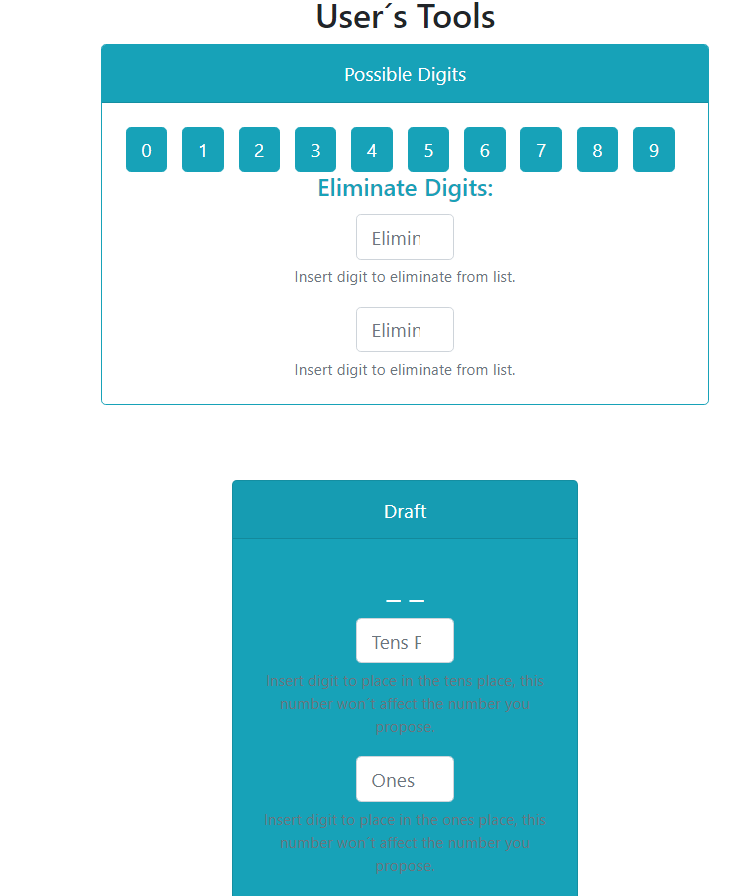 User´s Tools
Possible Digits
0 1 2 3 4 5 6 7 8 9
Eliminate Digits:
Elimin
Insert digit to eliminate from list.
Elimin
Insert digit to eliminate from list.
Draft
_ _
Tens P
Insert digit to place in the tens place, this
number won´t affect the number you
propose.
Ones
Insert digit to place in the ones place, this
number won´t affect the number you
propose.